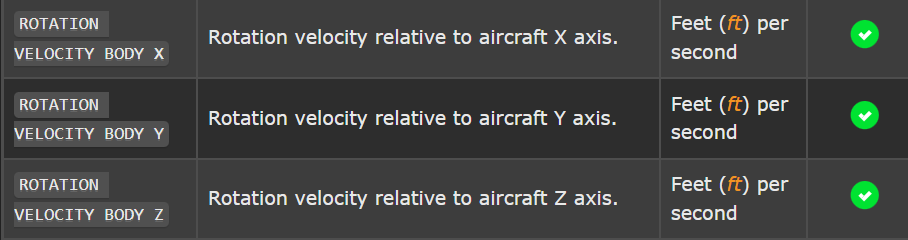 ROTATION
VELOCITY BODY X
Rotation velocity relative to aircraft X axis.
Feet (ft) per
second
ROTATION
VELOCITY BODY Y
Rotation velocity relative to aircraft Y axis.
Feet (ft) per
second
ROTATION
VELOCITY BODY Z
Rotation velocity relative to aircraft Z axis.
Feet (ft) per
second